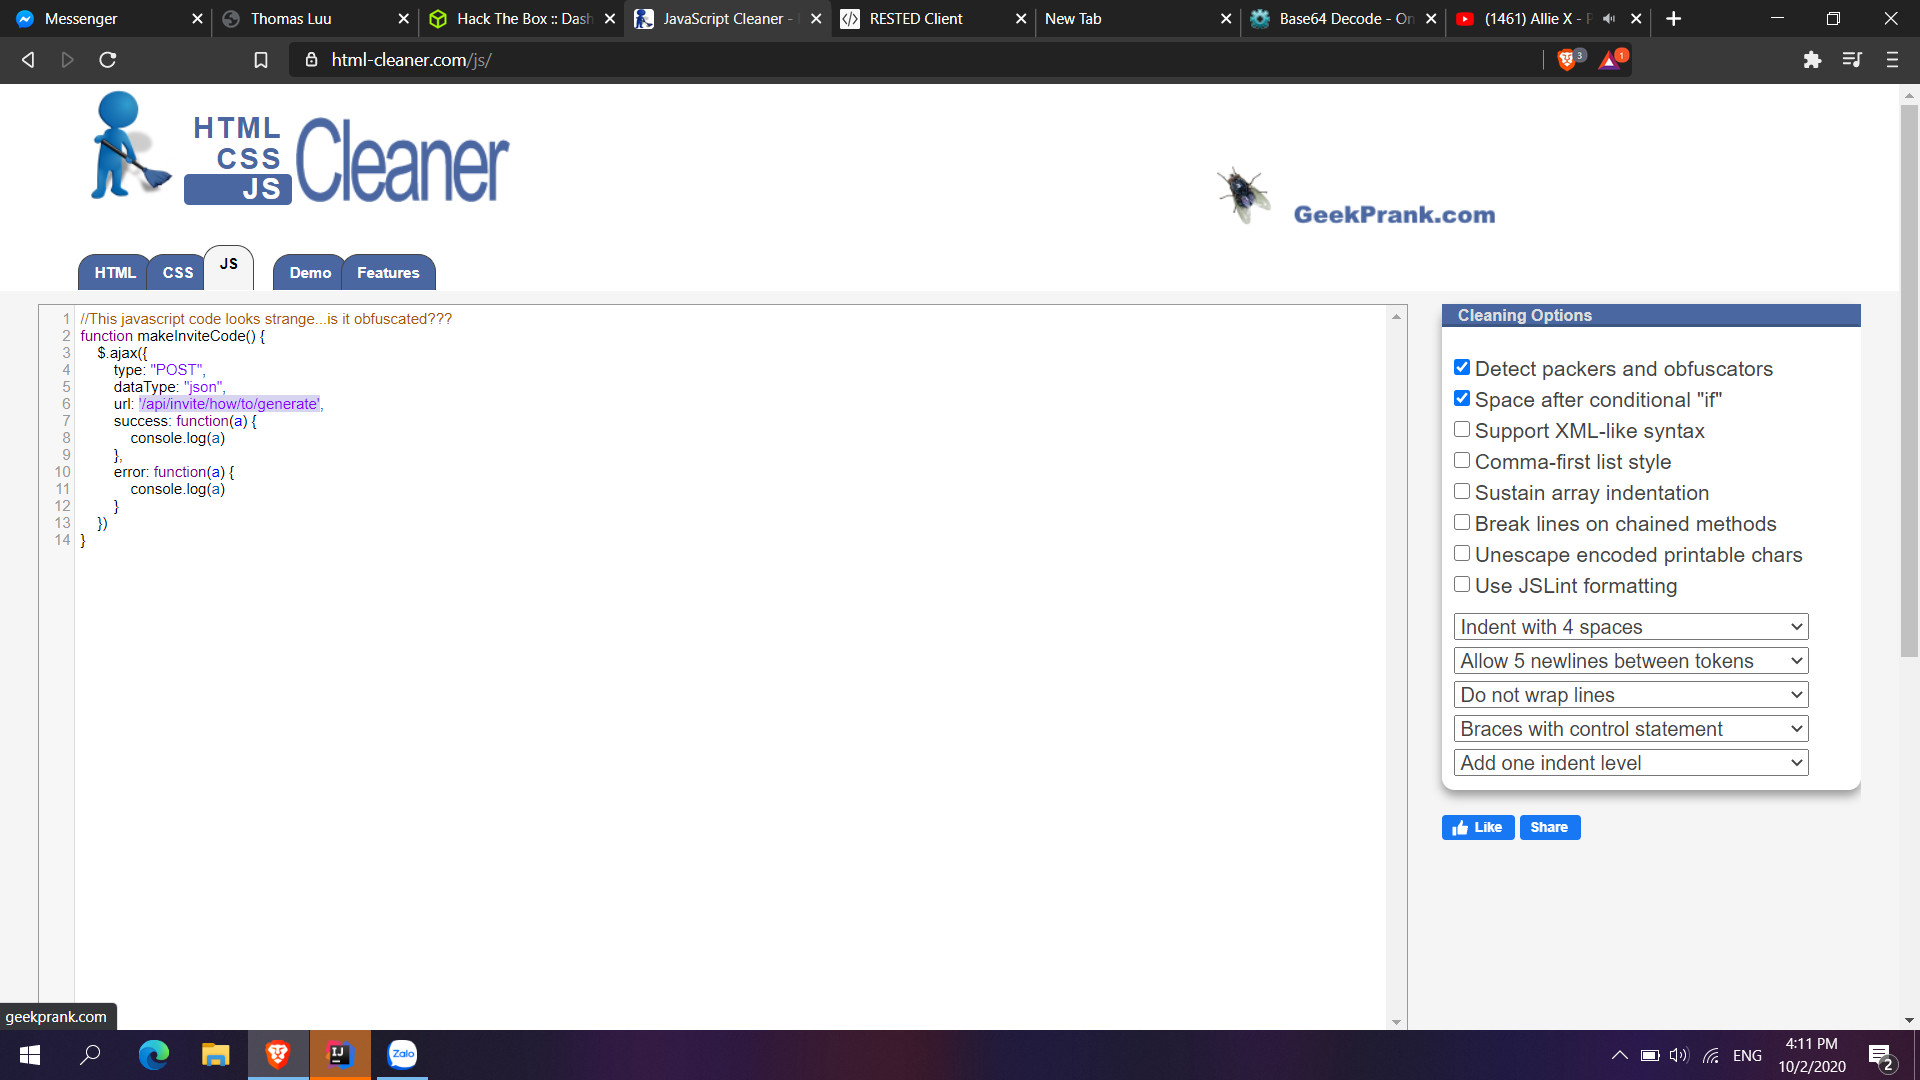 Messenger
Thomas Luu
Hack The Box :: Dash
JavaScript Cleaner -
RESTED Client
New Tab
Base64 Decode - On
(1461) Allie X -
html-cleaner.com/js/
3
1
HTML
CSS
JS
Cleaner
GeekPrank.com
HTML
CSS
JS
Demo
Features
1 //This javascript code looks strange...is it obfuscated???
2 function makeInviteCode() {
3 $.ajax({
4 type: "POST",
5 dataType: "json",
6 url: '/api/invite/how/to/generate',
7 success: function(a) {
8 console.log(a)
9 },
10 error: function(a) {
11 console.log(a)
12 }
13 })
14 }
Cleaning Options
Detect packers and obfuscators
Space after conditional "if"
Support XML-like syntax
Comma-first list style
Sustain array indentation
Break lines on chained methods
Unescape encoded printable chars
Use JSLint formatting
Indent with 4 spaces
Allow 5 newlines between tokens
Do not wrap lines
Braces with control statement
Add one indent level
Like
Share
geekprank.com
IJ
Zalo
ENG
4:11 PM
10/2/2020
2